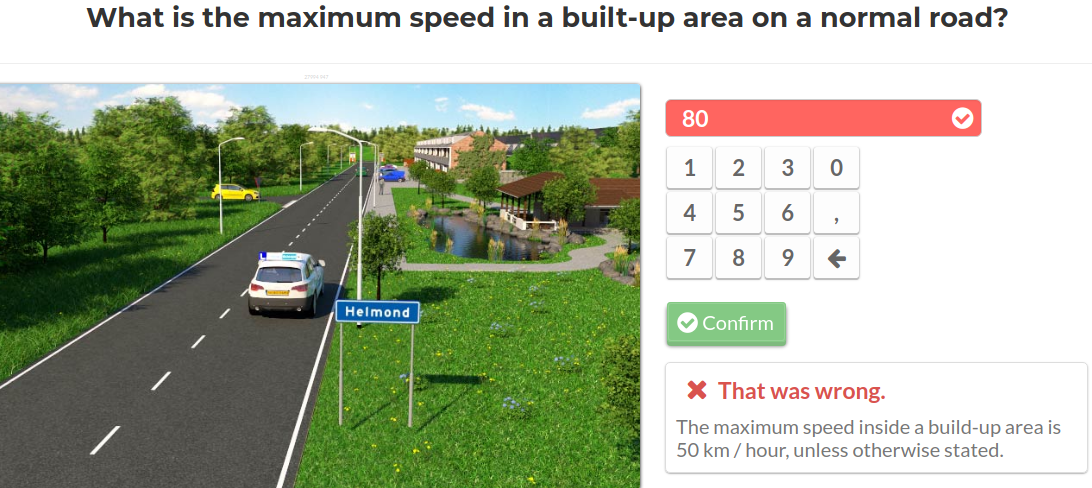 What is the maximum speed in a built-up area on a normal road?
80
1 2 3 0
4 5 6 ,
7 8 9
Helmond
L
Confirm
That was wrong.
The maximum speed inside a build-up area is
50 km / hour, unless otherwise stated.